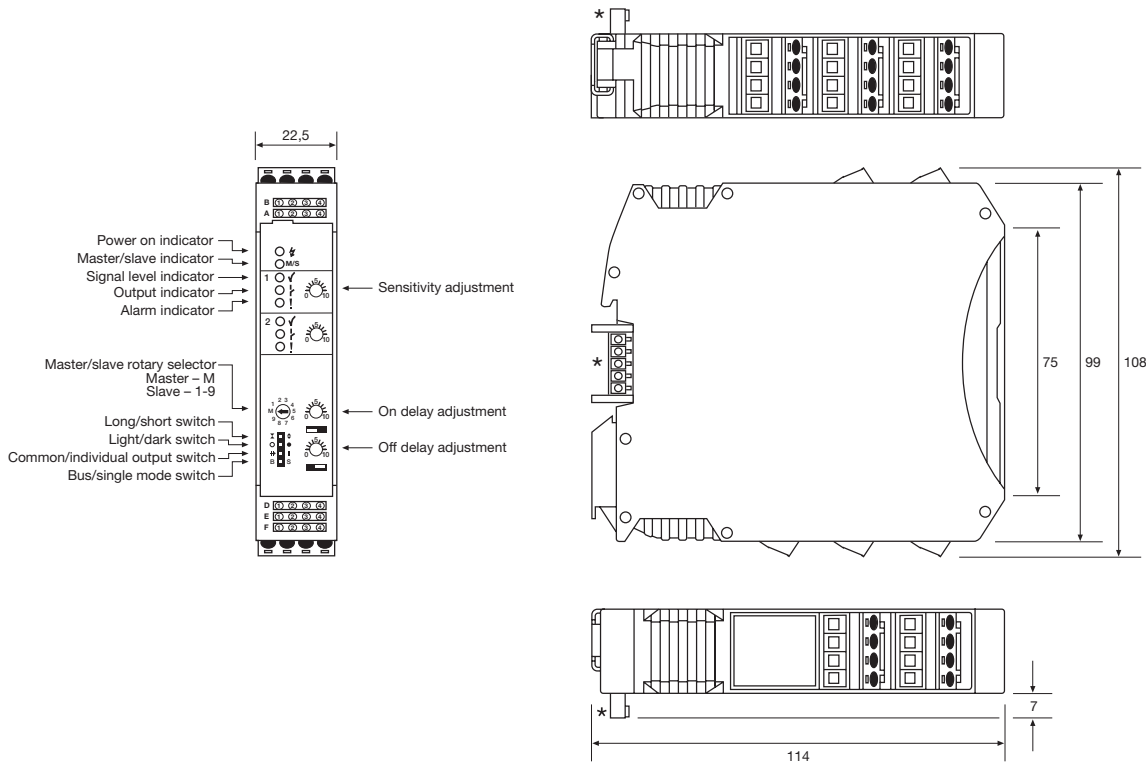 *
22,5
B 1 2 3 4
A 1 2 3 4
Power on indicator
Master/slave indicator
M/S
Signal level indicator
1
Output indicator
Alarm indicator
0 5 10
Sensitivity adjustment
2
0 5 10
Master/slave rotary selector
Master – M
Slave – 1-9
M 1 2 3 4 5 6 7 8 9
0 5 10
On delay adjustment
Long/short switch
Light/dark switch
Common/individual output switch
Bus/single mode switch
B S
0 5 10
Off delay adjustment
D 1 2 3 4
E 1 2 3 4
F 1 2 3 4
*
75
99
108
*
7
114